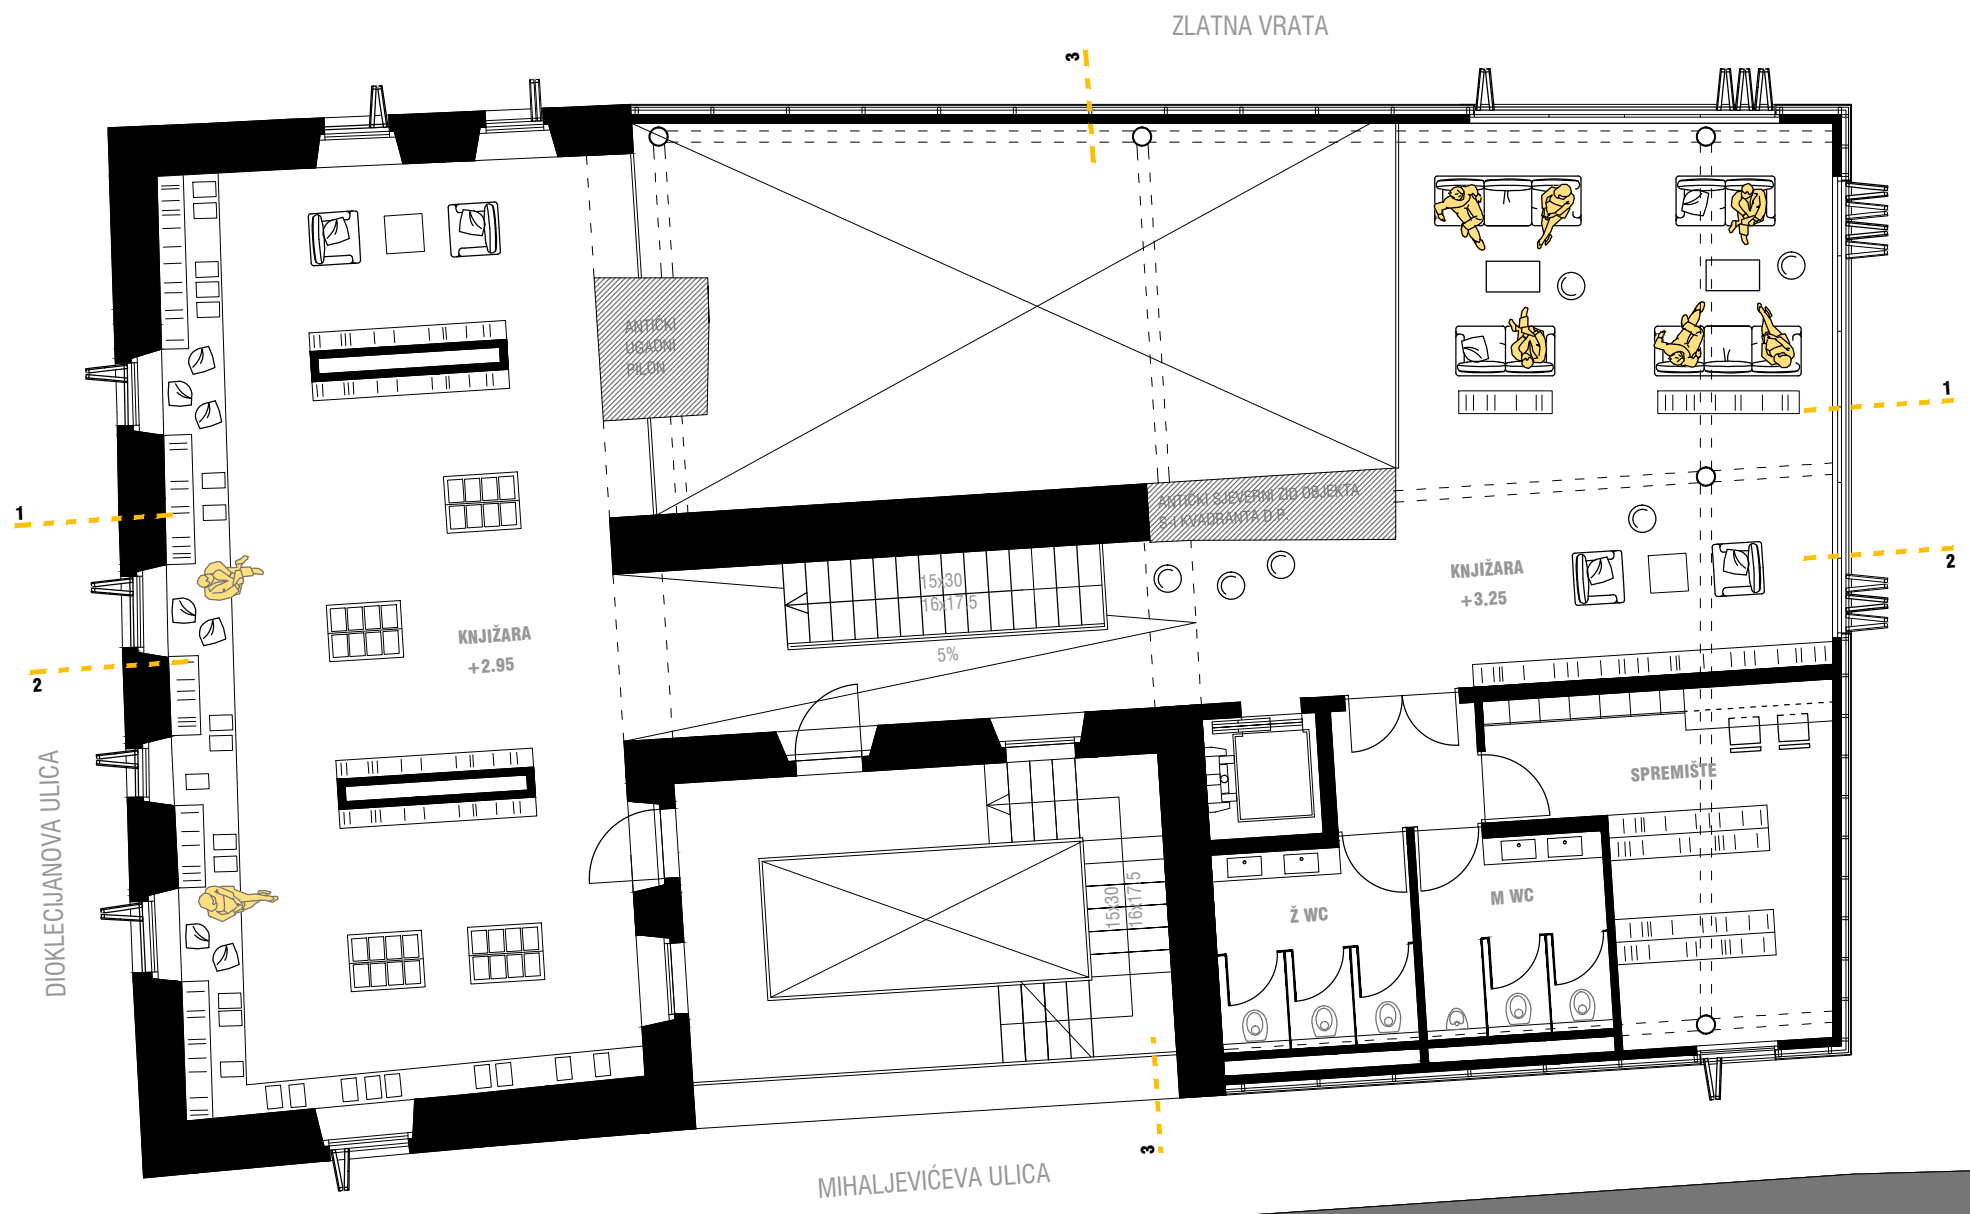 ZLATNA VRATA
3
ANTIČKI
UGAONI
PILON
1
1
ANTIČKI SJEVERNI ZID OBJEKTA
S-I KVADRANTA D.P.
2
2
KNJIŽARA
+2.95
15x30
16x17.5
5%
KNJIŽARA
+3.25
SPREMIŠTE
15x30
16x17.5
Ž WC
M WC
DIOKLECIJANOVA ULICA
3
MIHALJEVIĆEVA ULICA